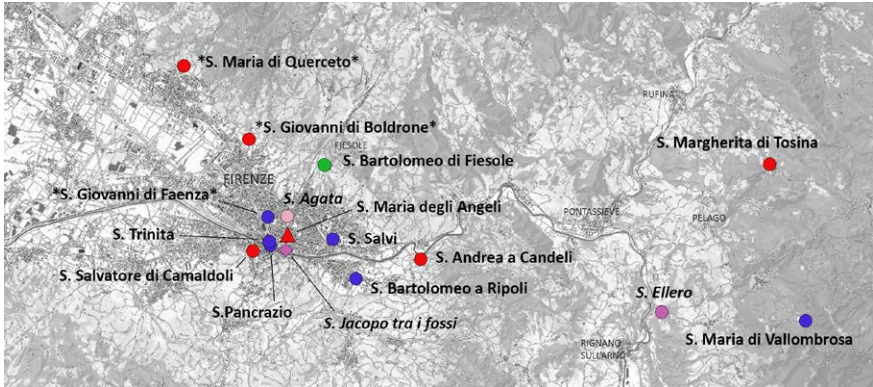 *S. Maria di Querceto*
RUFINA
*S. Giovanni di Boldrone*
S. Margherita di Tosina
FIESOLE
S. Bartolomeo di Fiesole
FIRENZE
*S. Giovanni di Faenza*
S. Agata
S. Maria degli Angeli
PONTASSIEVE
PELAGO
S. Trinita
S. Salvi
S. Andrea a Candeli
S. Salvatore di Camaldoli
S. Bartolomeo a Ripoli
S. Ellero
S.Pancrazio
S. Jacopo tra i fossi
S. Maria di Vallombrosa
RIGNANO
SULL'ARNO